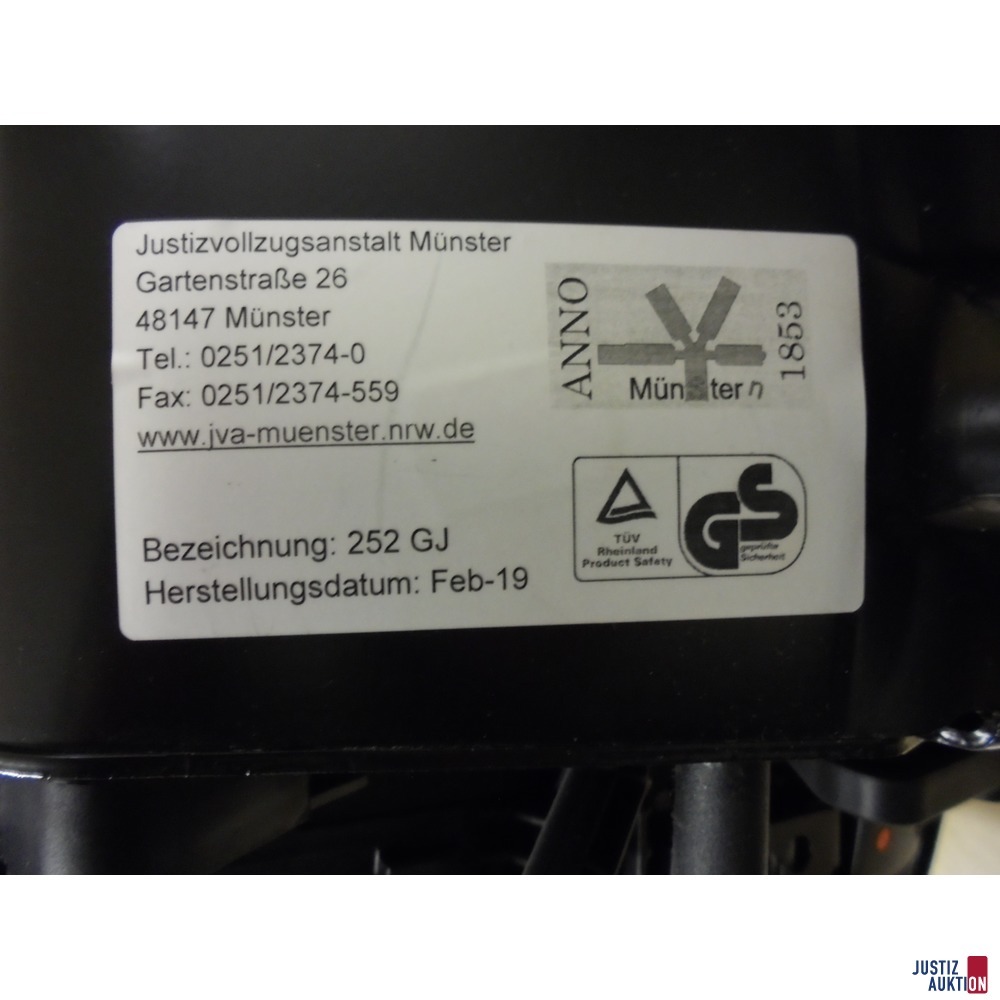 Justizvollzugsanstalt Münster
Gartenstraße 26
48147 Münster
Tel.: 0251/2374-0
Fax: 0251/2374-559
www.jva-muenster.nrw.de
Bezeichnung: 252 GJ
Herstellungsdatum: Feb-19
ANNO
Münster n
1853
TÜV
Rheinland
Product Safety
GS
geprüfte
Sicherheit
JUSTIZ
AUKTION